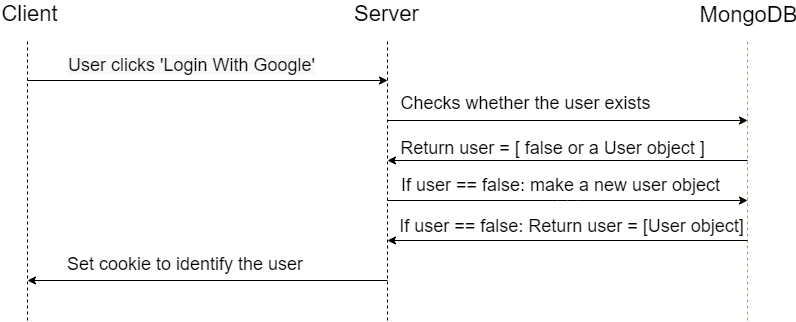 Client
Server
MongoDB
User clicks 'Login With Google'
Checks whether the user exists
Return user = [ false or a User object ]
If user == false: make a new user object
If user == false: Return user = [User object]
Set cookie to identify the user